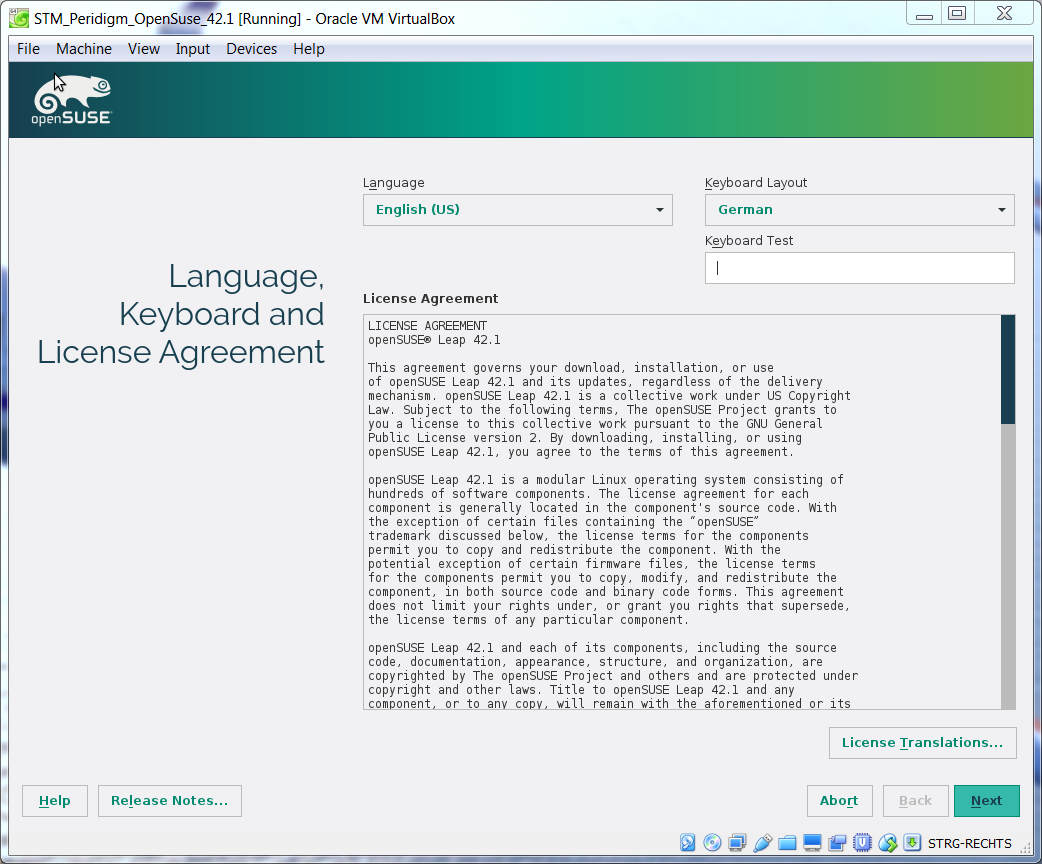 STM_Peridigm_OpenSuse_42.1 [Running] - Oracle VM VirtualBox
File Machine View Input Devices Help
openSUSE
Language
Keyboard Layout
English (US)
German
Keyboard Test
Language,
Keyboard and
License Agreement
License Agreement
LICENSE AGREEMENT
openSUSE® Leap 42.1
This agreement governs your download, installation, or use
of openSUSE Leap 42.1 and its updates, regardless of the delivery
mechanism. openSUSE Leap 42.1 is a collective work under US Copyright
Law. Subject to the following terms, The openSUSE Project grants to
you a license to this collective work pursuant to the GNU General
Public License version 2. By downloading, installing, or using
openSUSE Leap 42.1, you agree to the terms of this agreement.
openSUSE Leap 42.1 is a modular Linux operating system consisting of
hundreds of software components. The license agreement for each
component is generally located in the component's source code. With
the exception of certain files containing the “openSUSE”
trademark discussed below, the license terms for the components
permit you to copy and redistribute the component. With the
potential exception of certain firmware files, the license terms
for the components permit you to copy, modify, and redistribute the
component, in both source code and binary code forms. This agreement
does not limit your rights under, or grant you rights that supersede,
the license terms of any particular component.
openSUSE Leap 42.1 and each of its components, including the source
code, documentation, appearance, structure, and organization, are
copyrighted by The openSUSE Project and others and are protected under
copyright and other laws. Title to openSUSE Leap 42.1 and any
component, or to any copy, will remain with the aforementioned or its
License Translations...
Help
Release Notes...
Abort
Back
Next
STRG-RECHTS